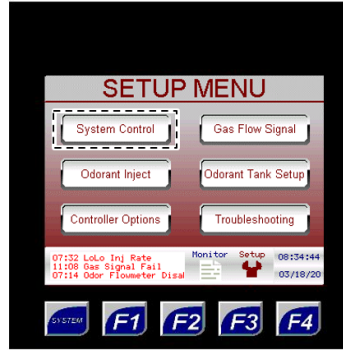 SETUP MENU
System Control
Gas Flow Signal
Odorant Inject
Odorant Tank Setup
Controller Options
Troubleshooting
07:32 LoLo Inj Rate
11:08 Gas Signal Fail
07:14 Odor Flowmeter Disal
Monitor
Setup
08:34:44
03/18/20
SYSTEM
F1
F2
F3
F4